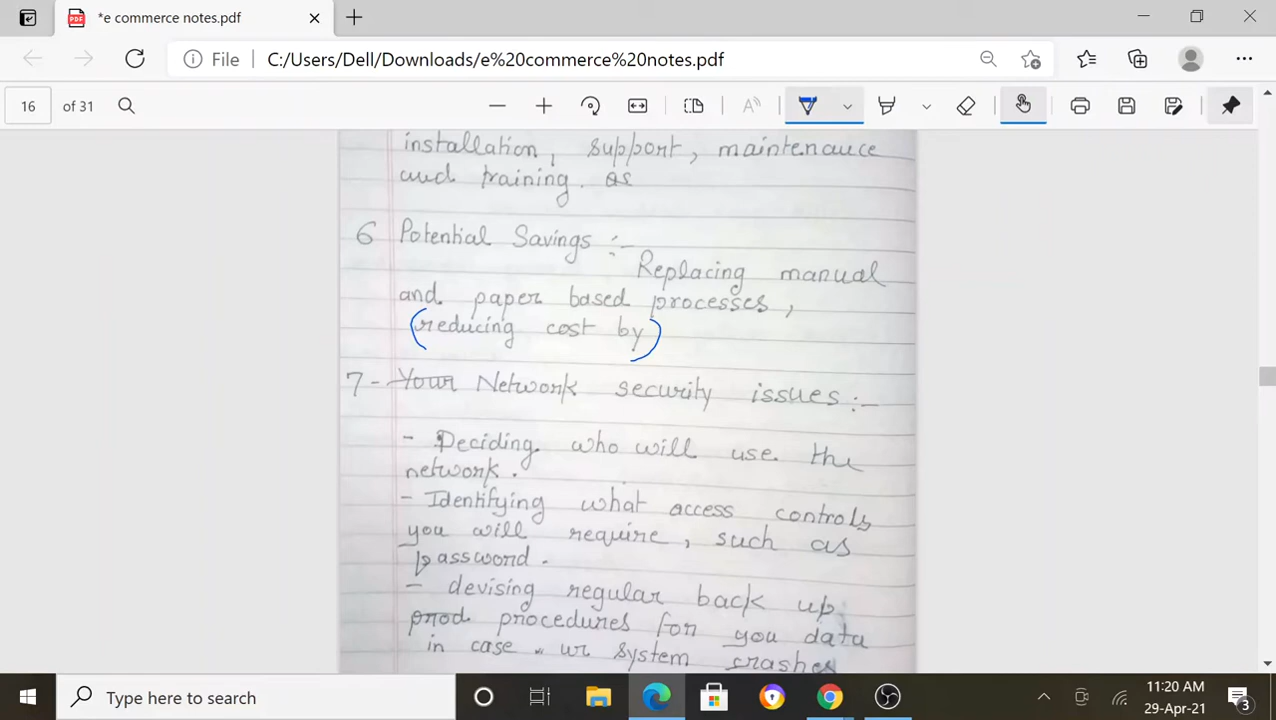 *e commerce notes.pdf
File C:/Users/Dell/Downloads/e%20commerce%20notes.pdf
16 of 31
installation, support, maintenance
and training. as
6 Potential Savings :-
Replacing manual
and paper based processes,
(reducing cost by)
7- Your Network security issues :-
- Deciding who will use the
network.
- Identifying what access controls
you will require, such as
password.
- devising regular back up
prod procedures for you data
in case ur system crashes
Type here to search
11:20 AM
29-Apr-21
3